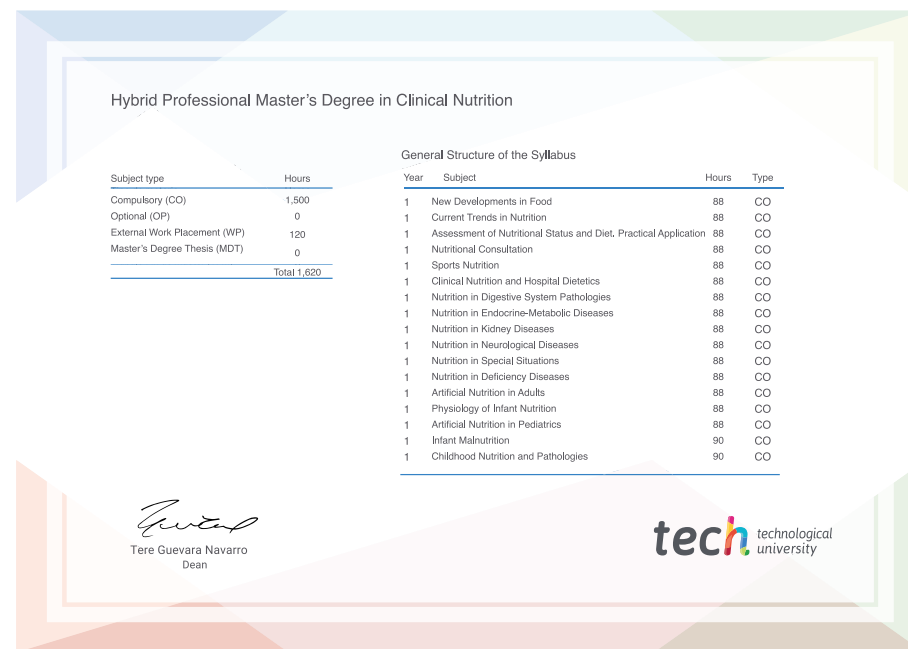 Hybrid Professional Master's Degree in Clinical Nutrition
Subject type Hours
Compulsory (CO) 1,500
Optional (OP) 0
External Work Placement (WP) 120
Master's Degree Thesis (MDT) 0
Total 1,620
General Structure of the Syllabus
Year Subject Hours Type
1 New Developments in Food 88 CO
1 Current Trends in Nutrition 88 CO
1 Assessment of Nutritional Status and Diet. Practical Application 88 CO
1 Nutritional Consultation 88 CO
1 Sports Nutrition 88 CO
1 Clinical Nutrition and Hospital Dietetics 88 CO
1 Nutrition in Digestive System Pathologies 88 CO
1 Nutrition in Endocrine-Metabolic Diseases 88 CO
1 Nutrition in Kidney Diseases 88 CO
1 Nutrition in Neurological Diseases 88 CO
1 Nutrition in Special Situations 88 CO
1 Nutrition in Deficiency Diseases 88 CO
1 Artificial Nutrition in Adults 88 CO
1 Physiology of Infant Nutrition 88 CO
1 Artificial Nutrition in Pediatrics 88 CO
1 Infant Malnutrition 90 CO
1 Childhood Nutrition and Pathologies 90 CO
Tere Guevara Navarro
Dean
tech technological
university